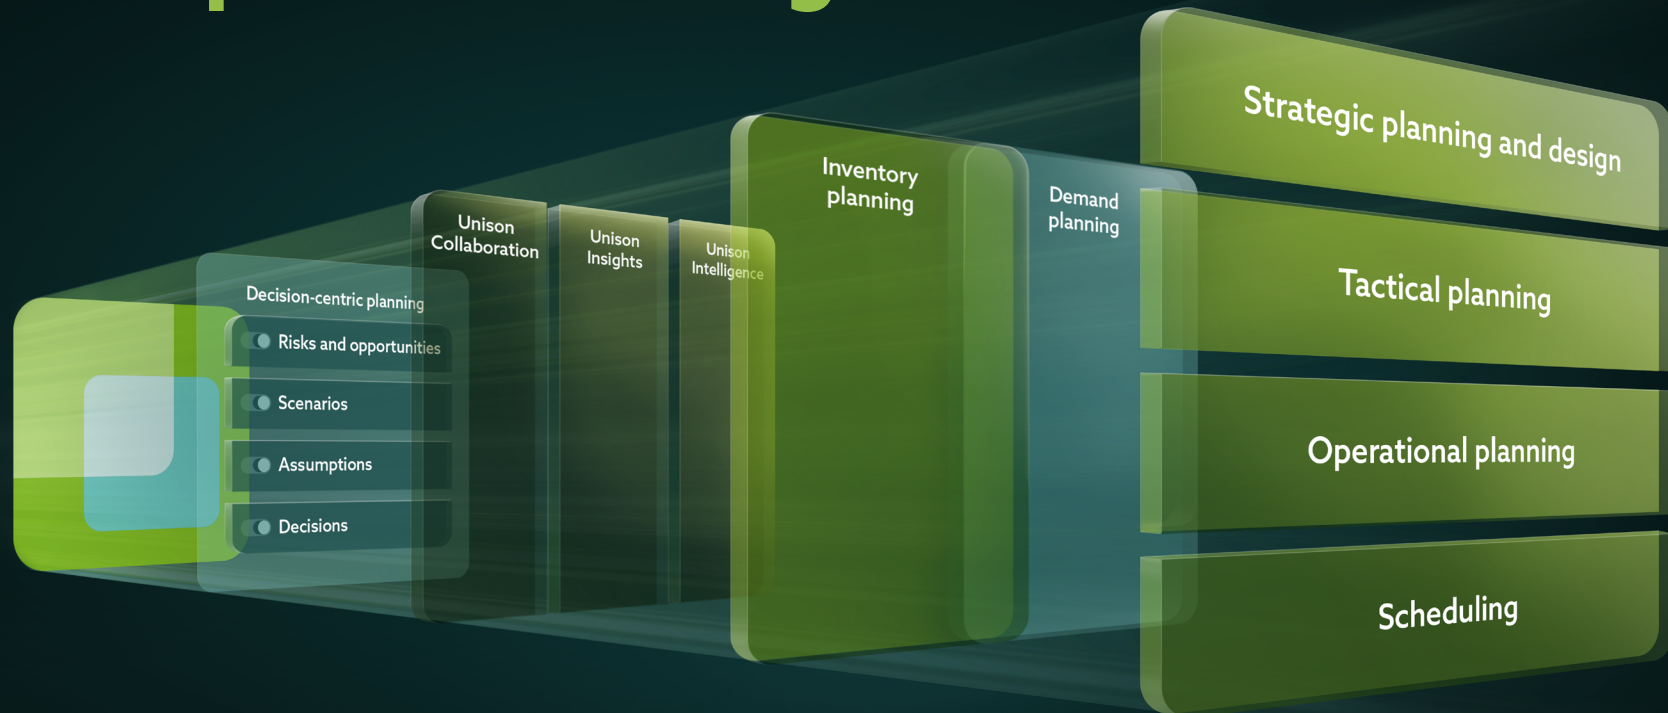 Decision-centric planning
Risks and opportunities
Scenarios
Assumptions
Decisions
Unison
Collaboration
Unison
Insights
Unison
Intelligence
Inventory
planning
Demand
planning
Strategic planning and design
Tactical planning
Operational planning
Scheduling